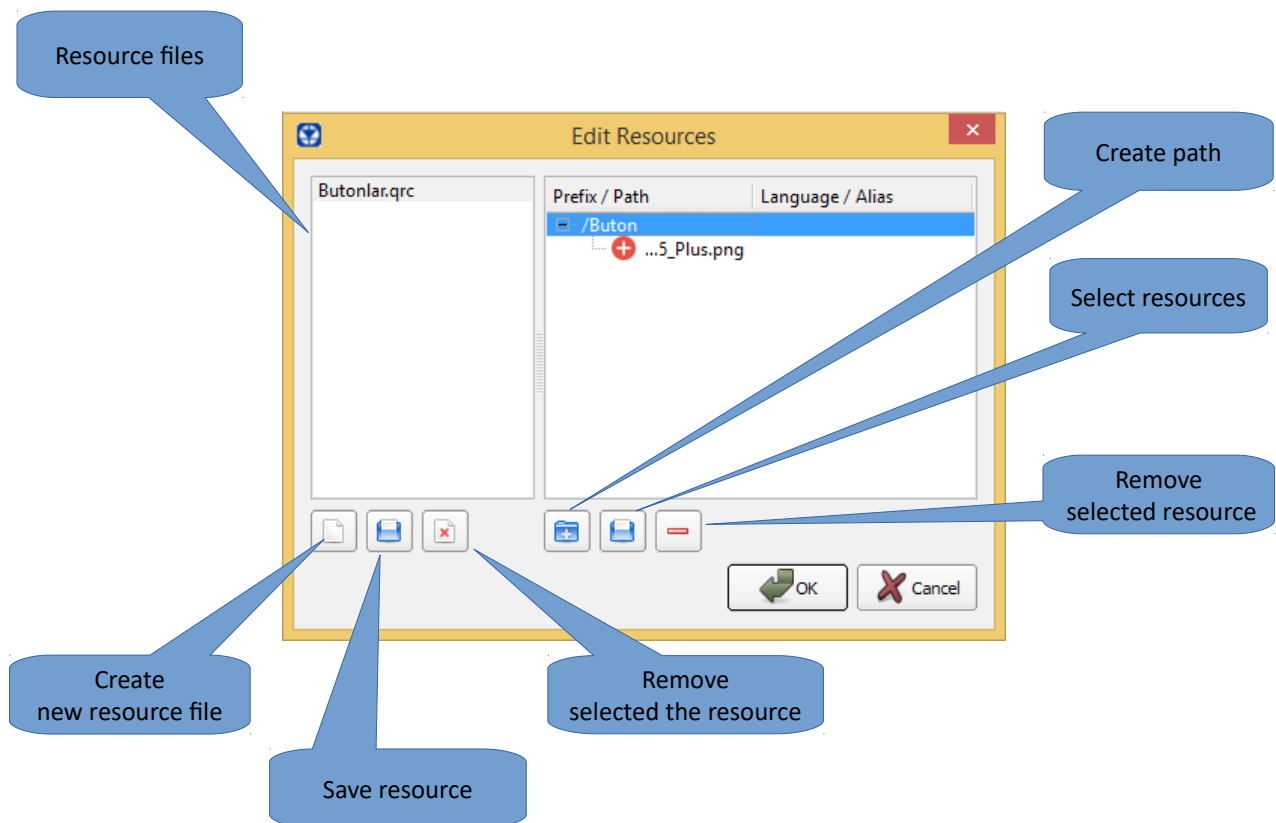 Resource files
Edit Resources
Create path
Butonlar.qrc
Prefix / Path
Language / Alias
/Buton
...5_Plus.png
Select resources
Remove
selected resource
OK
Cancel
Create
new resource file
Remove
selected the resource
Save resource